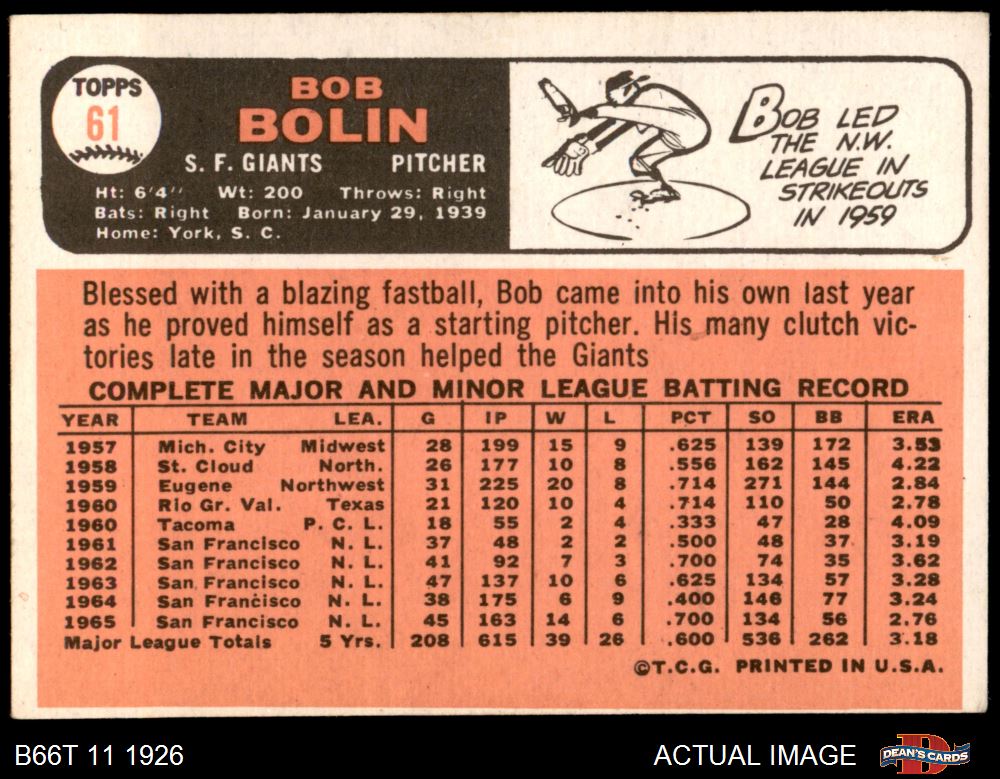 TOPPS
61
BOB
BOLIN
S. F. GIANTS PITCHER
Ht: 6'4'' Wt: 200 Throws: Right
Bats: Right Born: January 29, 1939
Home: York, S. C.
BOB LED
THE N.W.
LEAGUE IN
STRIKEOUTS
IN 1959
Blessed with a blazing fastball, Bob came into his own last year
as he proved himself as a starting pitcher. His many clutch vic-
tories late in the season helped the Giants
COMPLETE MAJOR AND MINOR LEAGUE BATTING RECORD
YEAR TEAM LEA. G IP W L PCT SO BB ERA
1957 Mich. City Midwest 28 199 15 9 .625 139 172 3.53
1958 St. Cloud North. 26 177 10 8 .556 162 145 4.22
1959 Eugene Northwest 31 225 20 8 .714 271 144 2.84
1960 Rio Gr. Val. Texas 21 120 10 4 .714 110 50 2.78
1960 Tacoma P. C. L. 18 55 2 4 .333 47 28 4.09
1961 San Francisco N. L. 37 48 2 2 .500 48 37 3.19
1962 San Francisco N. L. 41 92 7 3 .700 74 35 3.62
1963 San Francisco N. L. 47 137 10 6 .625 134 57 3.28
1964 San Francisco N. L. 38 175 6 9 .400 146 77 3.24
1965 San Francisco N. L. 45 163 14 6 .700 134 56 2.76
Major League Totals 5 Yrs. 208 615 39 26 .600 536 262 3.18
©T.C.G. PRINTED IN U.S.A.
B66T 11 1926 ACTUAL IMAGE DEAN'S CARDS